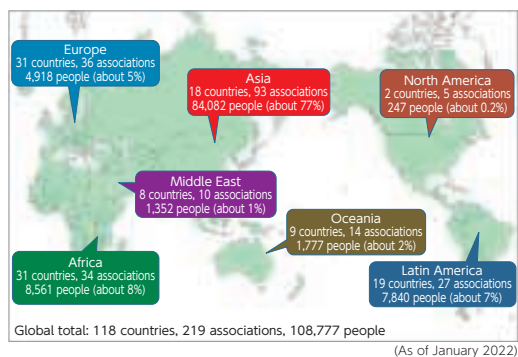 Europe
31 countries, 36 associations
4,918 people (about 5%)
Asia
18 countries, 93 associations
84,082 people (about 77%)
North America
2 countries, 5 associations
247 people (about 0.2%)
Middle East
8 countries, 10 associations
1,352 people (about 1%)
Oceania
9 countries, 14 associations
1,777 people (about 2%)
Africa
31 countries, 34 associations
8,561 people (about 8%)
Latin America
19 countries, 27 associations
7,840 people (about 7%)
Global total: 118 countries, 219 associations, 108,777 people
(As of January 2022)